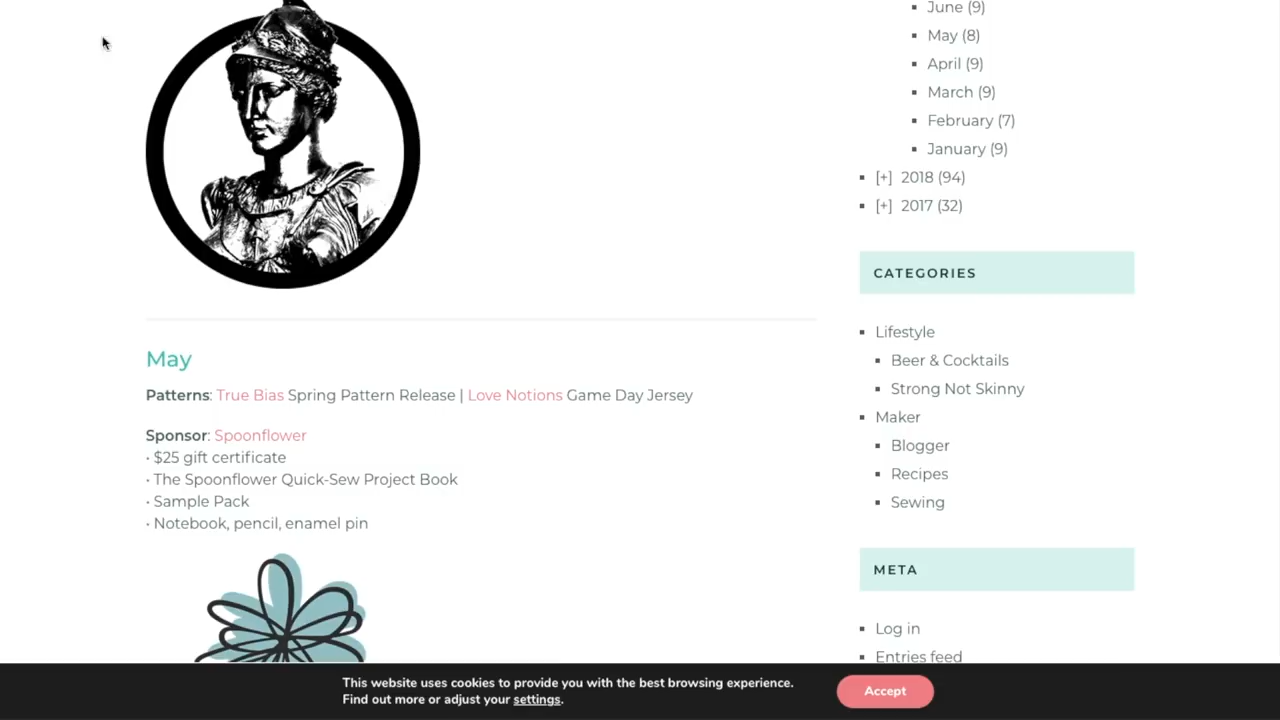 May
Patterns: True Bias Spring Pattern Release | Love Notions Game Day Jersey
Sponsor: Spoonflower
· $25 gift certificate
· The Spoonflower Quick-Sew Project Book
· Sample Pack
· Notebook, pencil, enamel pin
June (9)
May (8)
April (9)
March (9)
February (7)
January (9)
[+] 2018 (94)
[+] 2017 (32)
CATEGORIES
Lifestyle
Beer & Cocktails
Strong Not Skinny
Maker
Blogger
Recipes
Sewing
META
Log in
Entries feed
This website uses cookies to provide you with the best browsing experience.
Find out more or adjust your settings.
Accept